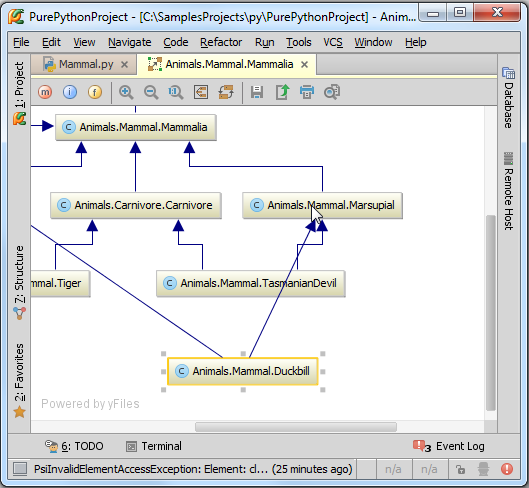 PurePythonProject - [C:\SamplesProjects\py\PurePythonProject] - Anim...
File Edit View Navigate Code Refactor Run Tools VCS Window Help
Mammal.py Animals.Mammal.Mammalia
m i f
1: Project
7: Structure
2: Favorites
Database
Remote Host
C Animals.Mammal.Mammalia
C Animals.Carnivore.Carnivore
C Animals.Mammal.Marsupial
mmal.Tiger
C Animals.Mammal.TasmanianDevil
C Animals.Mammal.Duckbill
Powered by yFiles
6: TODO Terminal 3 Event Log
PsiInvalidElementAccessException: Element: cl... (25 minutes ago) n/a n/a